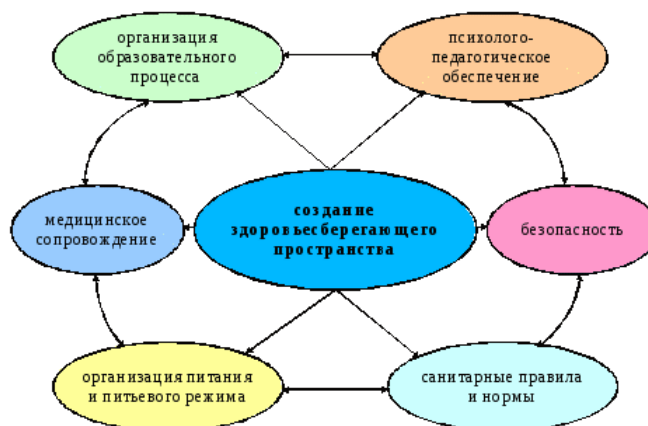 организация
образовательного
процесса
психолого-
педагогическое
обеспечение
медицинское
сопровождение
создание
здоровьесберегающего
пространства
безопасность
организация питания
и питьевого режима
санитарные правила
и нормы